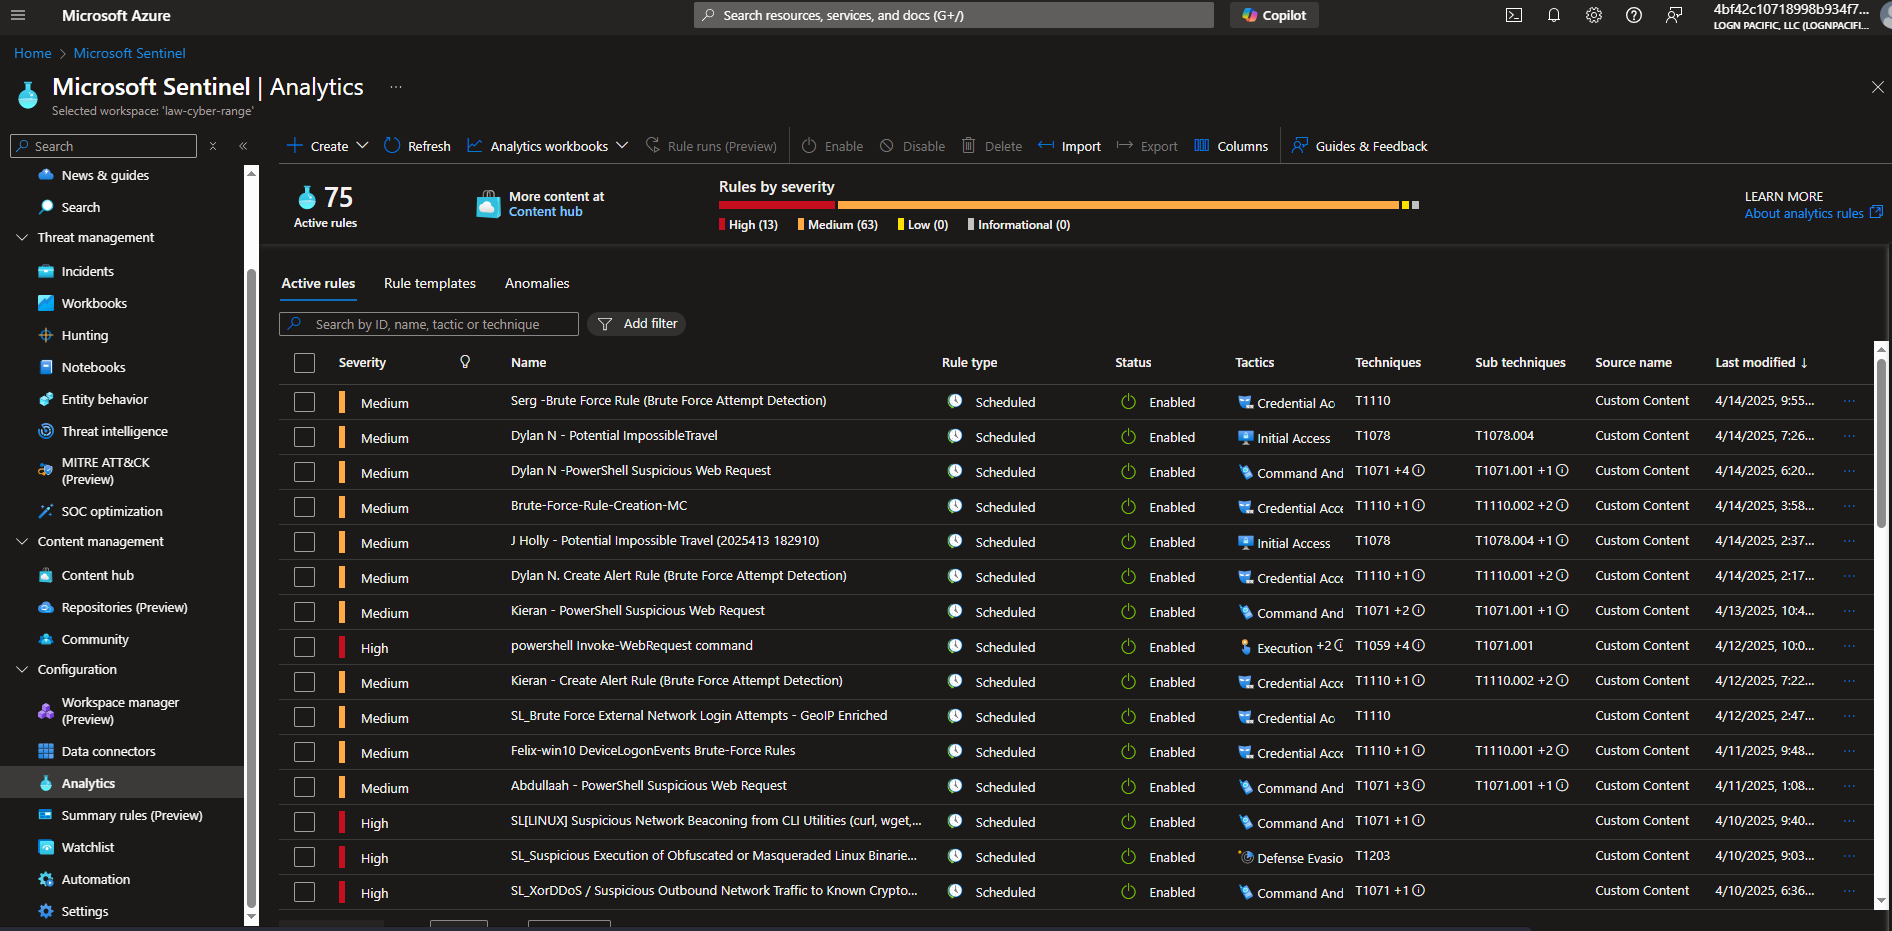 Microsoft Azure
Search resources, services, and docs (G+/)
Copilot
4bf42c10718998b934f7...
LOGN PACIFIC, LLC (LOGNPACIFI...
Home > Microsoft Sentinel
Microsoft Sentinel | Analytics ...
Selected workspace: 'law-cyber-range'
Search
News & guides
Search
Threat management
Incidents
Workbooks
Hunting
Notebooks
Entity behavior
Threat intelligence
MITRE ATT&CK
(Preview)
SOC optimization
Content management
Content hub
Repositories (Preview)
Community
Configuration
Workspace manager
(Preview)
Data connectors
Analytics
Summary rules (Preview)
Watchlist
Automation
Settings
Create Refresh Analytics workbooks Rule runs (Preview) Enable Disable Delete Import Export Columns Guides & Feedback
75
Active rules
More content at
Content hub
Rules by severity
High (13) Medium (63) Low (0) Informational (0)
LEARN MORE
About analytics rules
Active rules Rule templates Anomalies
Search by ID, name, tactic or technique Add filter
Severity Name Rule type Status Tactics Techniques Sub techniques Source name Last modified ↓
Medium Serg -Brute Force Rule (Brute Force Attempt Detection) Scheduled Enabled Credential Ac T1110 Custom Content 4/14/2025, 9:55... ...
Medium Dylan N - Potential ImpossibleTravel Scheduled Enabled Initial Access T1078 T1078.004 Custom Content 4/14/2025, 7:26... ...
Medium Dylan N -PowerShell Suspicious Web Request Scheduled Enabled Command And T1071 +4 T1071.001 +1 Custom Content 4/14/2025, 6:20... ...
Medium Brute-Force-Rule-Creation-MC Scheduled Enabled Credential Acce T1110 +1 T1110.002 +2 Custom Content 4/14/2025, 3:58... ...
Medium J Holly - Potential Impossible Travel (2025413 182910) Scheduled Enabled Initial Access T1078 T1078.004 +1 Custom Content 4/14/2025, 2:37... ...
Medium Dylan N. Create Alert Rule (Brute Force Attempt Detection) Scheduled Enabled Credential Acce T1110 +1 T1110.001 +2 Custom Content 4/14/2025, 2:17... ...
Medium Kieran - PowerShell Suspicious Web Request Scheduled Enabled Command And T1071 +2 T1071.001 +1 Custom Content 4/13/2025, 10:4... ...
High powershell Invoke-WebRequest command Scheduled Enabled Execution +2 T1059 +4 T1071.001 Custom Content 4/12/2025, 10:0... ...
Medium Kieran - Create Alert Rule (Brute Force Attempt Detection) Scheduled Enabled Credential Acce T1110 +1 T1110.002 +2 Custom Content 4/12/2025, 7:22... ...
Medium SL_Brute Force External Network Login Attempts - GeoIP Enriched Scheduled Enabled Credential Ac T1110 Custom Content 4/12/2025, 2:47... ...
Medium Felix-win10 DeviceLogonEvents Brute-Force Rules Scheduled Enabled Credential Acce T1110 +1 T1110.001 +2 Custom Content 4/11/2025, 9:48... ...
Medium Abdullaah - PowerShell Suspicious Web Request Scheduled Enabled Command And T1071 +3 T1071.001 +1 Custom Content 4/11/2025, 1:08... ...
High SL[LINUX] Suspicious Network Beaconing from CLI Utilities (curl, wget,... Scheduled Enabled Command And T1071 +1 Custom Content 4/10/2025, 9:40... ...
High SL_Suspicious Execution of Obfuscated or Masqueraded Linux Binarie... Scheduled Enabled Defense Evasio T1203 Custom Content 4/10/2025, 9:03... ...
High SL_XorDDoS / Suspicious Outbound Network Traffic to Known Crypto... Scheduled Enabled Command And T1071 +1 Custom Content 4/10/2025, 6:36... ...